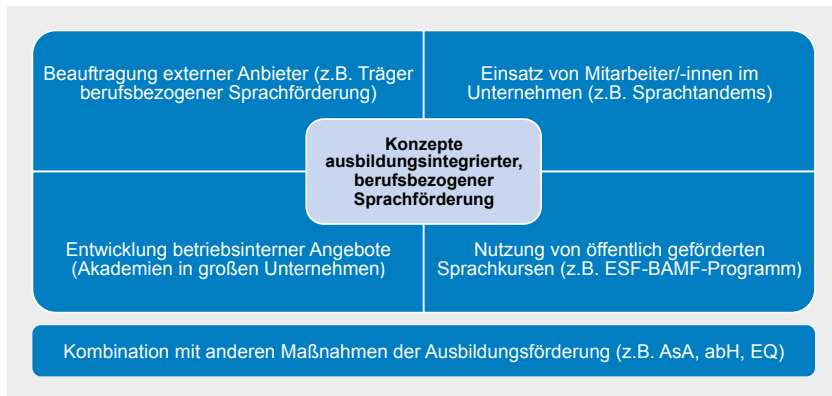 Beauftragung externer Anbieter (z.B. Träger
berufsbezogener Sprachförderung)
Einsatz von Mitarbeiter/-innen im
Unternehmen (z.B. Sprachtandems)
Konzepte
ausbildungsintegrierter,
berufsbezogener
Sprachförderung
Entwicklung betriebsinterner Angebote
(Akademien in großen Unternehmen)
Nutzung von öffentlich geförderten
Sprachkursen (z.B. ESF-BAMF-Programm)
Kombination mit anderen Maßnahmen der Ausbildungsförderung (z.B. AsA, abH, EQ)